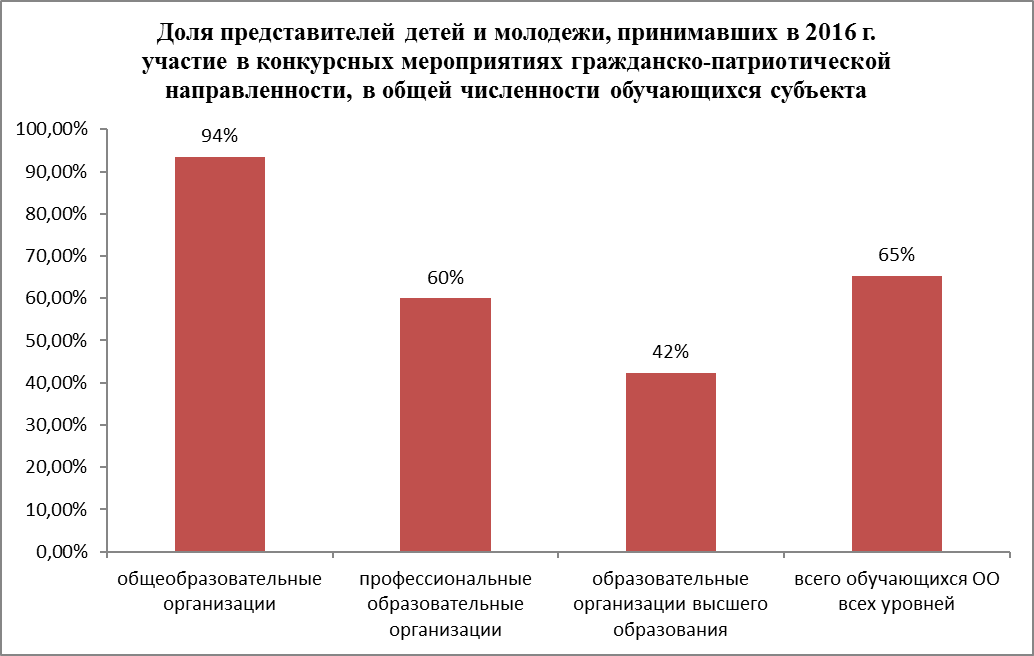 Доля представителей детей и молодежи, принимавших в 2016 г.
участие в конкурсных мероприятиях гражданско-патриотической
направленности, в общей численности обучающихся субъекта
100,00%
90,00%
80,00%
70,00%
60,00%
50,00%
40,00%
30,00%
20,00%
10,00%
0,00%
94%
60%
42%
65%
общеобразовательные
организации
профессиональные
образовательные
организации
образовательные
организации высшего
образования
всего обучающихся ОО
всех уровней